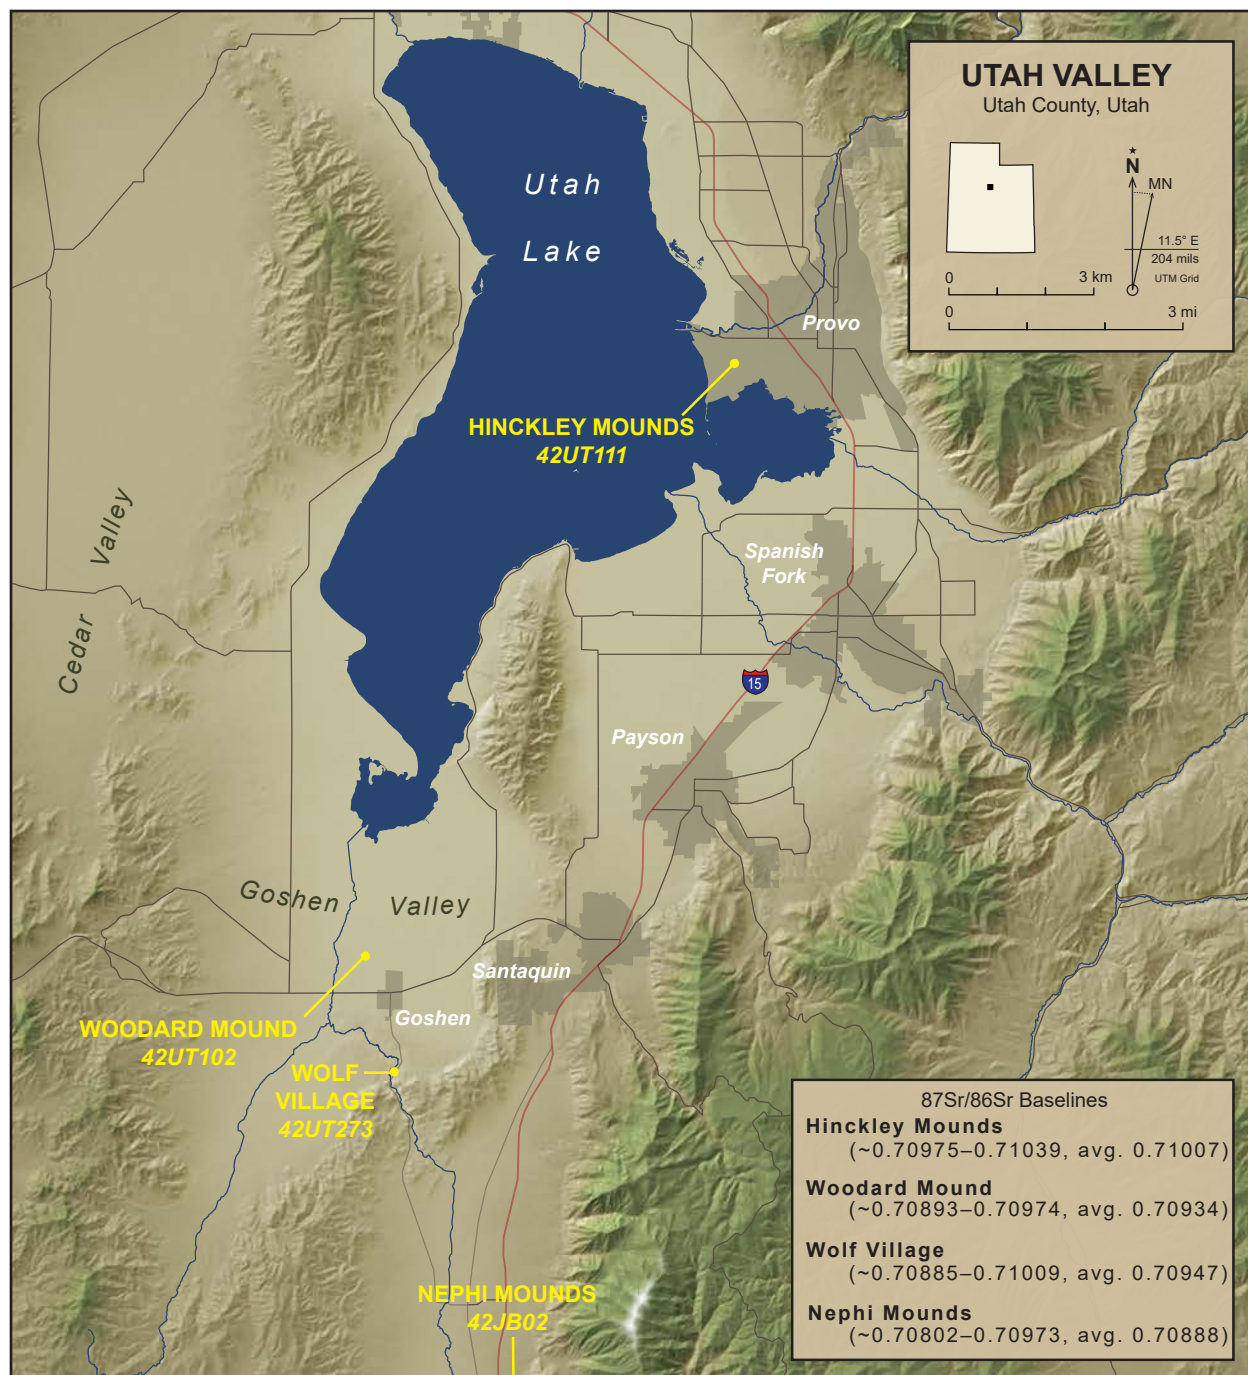 UTAH VALLEY
Utah County, Utah
N
MN
11.5° E
204 mils
UTM Grid
0
3 km
0
3 mi
Utah
Lake
Provo
HINCKLEY MOUNDS
42UT111
Cedar Valley
Spanish
Fork
15
Payson
Goshen Valley
Santaquin
Goshen
WOODARD MOUND
42UT102
WOLF
VILLAGE
42UT273
NEPHI MOUNDS
42JB02
87Sr/86Sr Baselines
Hinckley Mounds
(~0.70975–0.71039, avg. 0.71007)
Woodard Mound
(~0.70893–0.70974, avg. 0.70934)
Wolf Village
(~0.70885–0.71009, avg. 0.70947)
Nephi Mounds
(~0.70802–0.70973, avg. 0.70888)